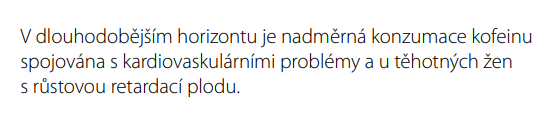 V dlouhodobějším horizontu je nadměrná konzumace kofeinu
spojována s kardiovaskulárními problémy a u těhotných žen
s růstovou retardací plodu.